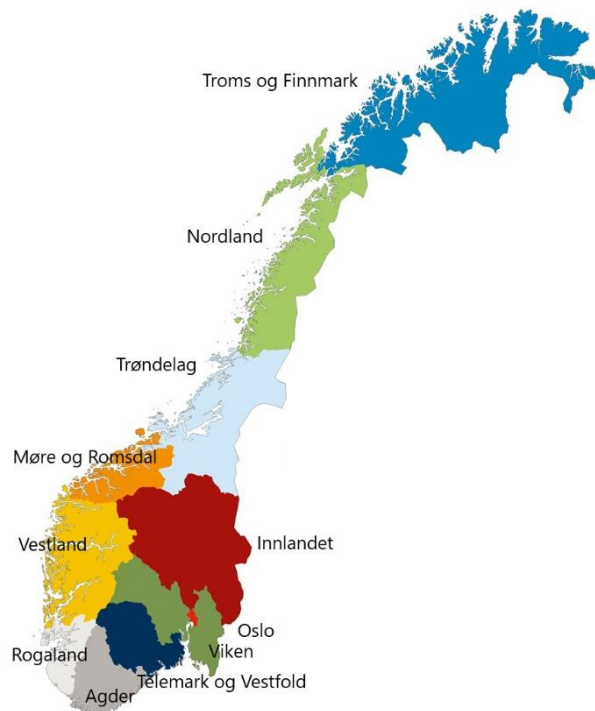 Troms og Finnmark
Nordland
Trøndelag
Møre og Romsdal
Vestland
Innlandet
Oslo
Viken
Rogaland
Telemark og Vestfold
Agder